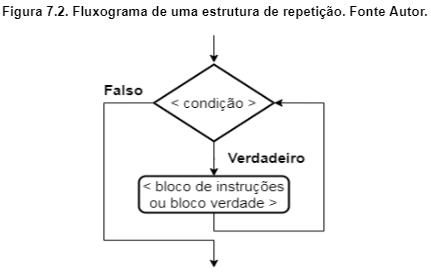 Figura 7.2. Fluxograma de uma estrutura de repetição. Fonte Autor.
Falso
< condição >
Verdadeiro
< bloco de instruções
ou bloco verdade >